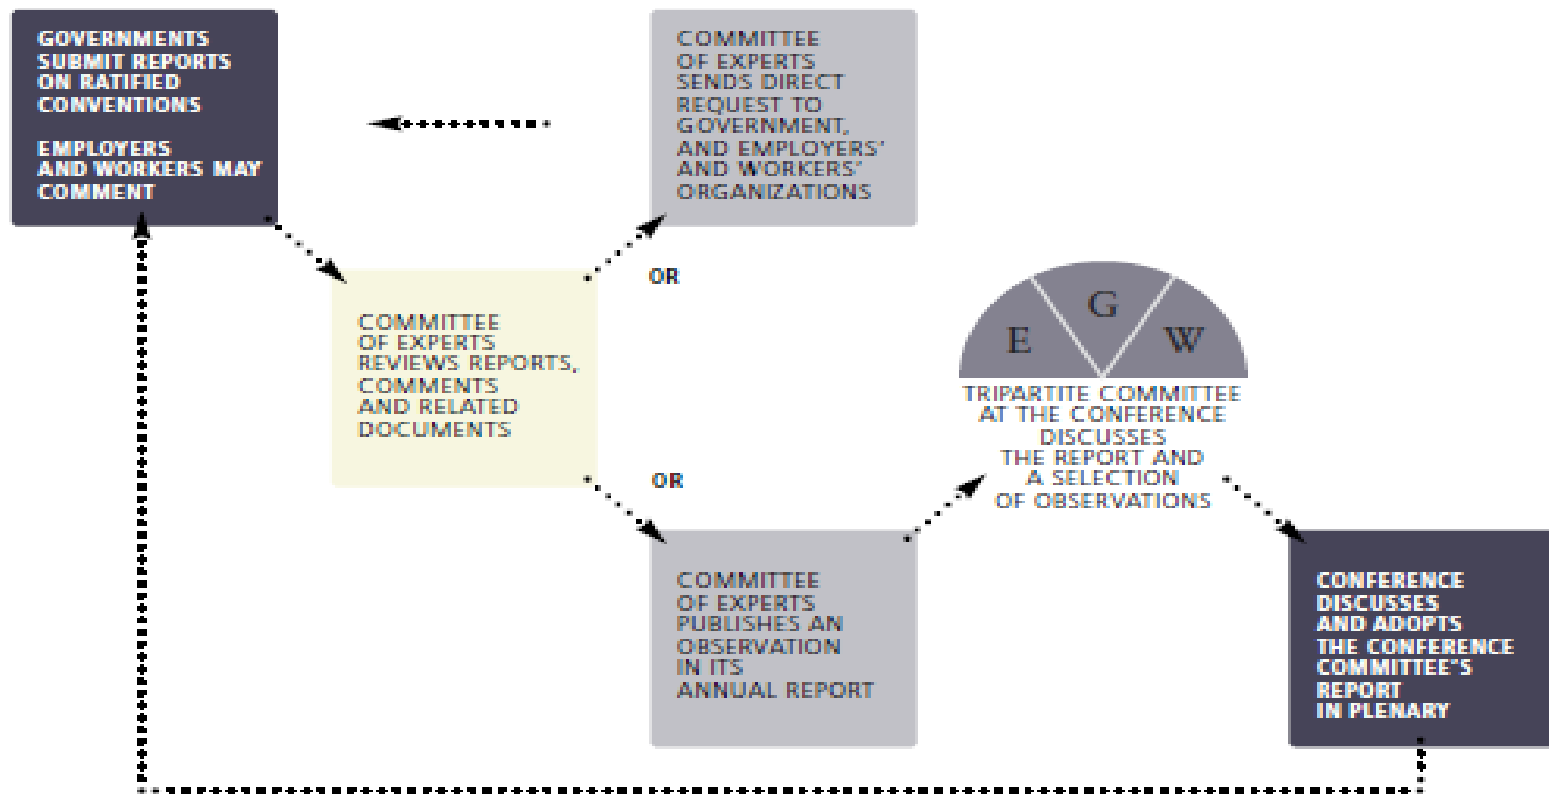 GOVERNMENTS
SUBMIT REPORTS
ON RATIFIED
CONVENTIONS
EMPLOYERS
AND WORKERS MAY
COMMENT
COMMITTEE
OF EXPERTS
SENDS DIRECT
REQUEST TO
GOVERNMENT,
AND EMPLOYERS'
AND WORKERS'
ORGANIZATIONS
OR
COMMITTEE
OF EXPERTS
REVIEWS REPORTS,
COMMENTS
AND RELATED
DOCUMENTS
OR
COMMITTEE
OF EXPERTS
PUBLISHES AN
OBSERVATION
IN ITS
ANNUAL REPORT
E
G
W
TRIPARTITE COMMITTEE
AT THE CONFERENCE
DISCUSSES
THE REPORT AND
A SELECTION
OF OBSERVATIONS
CONFERENCE
DISCUSSES
AND ADOPTS
THE CONFERENCE
COMMITTEE'S
REPORT
IN PLENARY